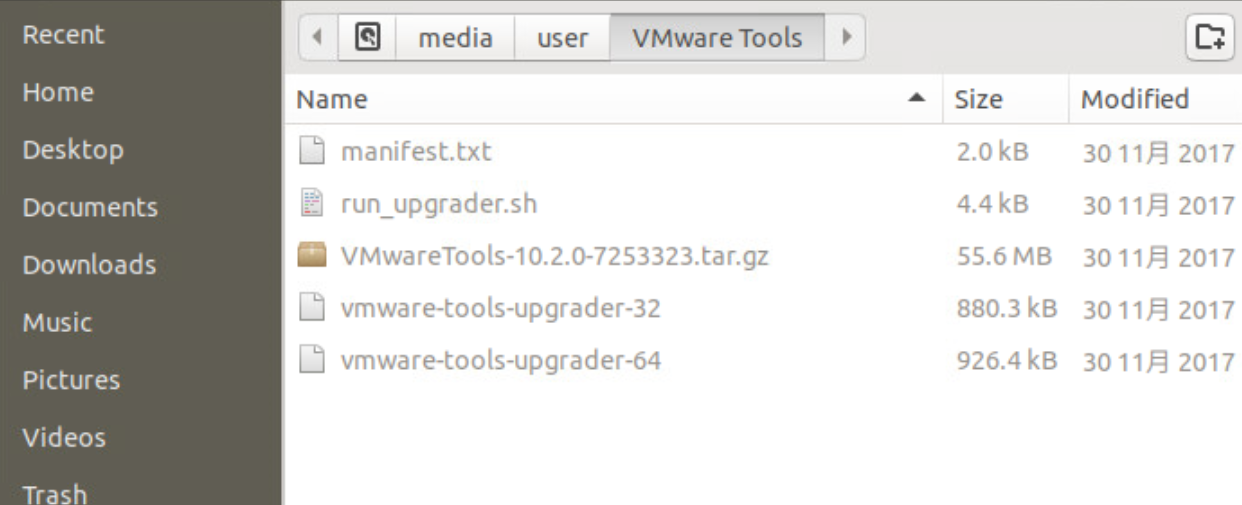 Recent
Home
Desktop
Documents
Downloads
Music
Pictures
Videos
Trash
media user VMware Tools
Name Size Modified
manifest.txt 2.0 kB 30 11月 2017
run_upgrader.sh 4.4 kB 30 11月 2017
VMwareTools-10.2.0-7253323.tar.gz 55.6 MB 30 11月 2017
vmware-tools-upgrader-32 880.3 kB 30 11月 2017
vmware-tools-upgrader-64 926.4 kB 30 11月 2017